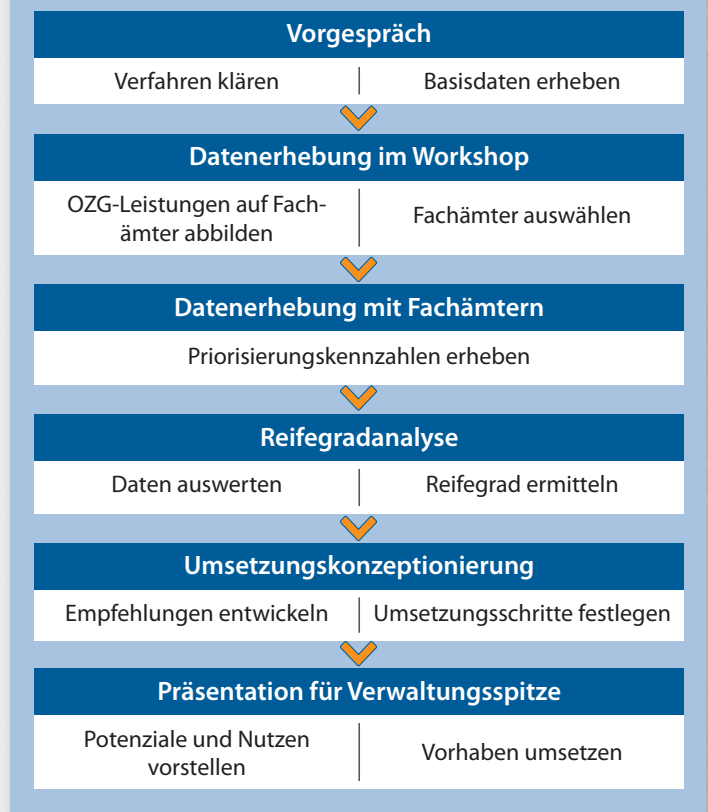 Vorgespräch
Verfahren klären
Basisdaten erheben
Datenerhebung im Workshop
OZG-Leistungen auf Fach-
ämter abbilden
Fachämter auswählen
Datenerhebung mit Fachämtern
Priorisierungskennzahlen erheben
Reifegradanalyse
Daten auswerten
Reifegrad ermitteln
Umsetzungskonzeptionierung
Empfehlungen entwickeln
Umsetzungsschritte festlegen
Präsentation für Verwaltungsspitze
Potenziale und Nutzen
vorstellen
Vorhaben umsetzen